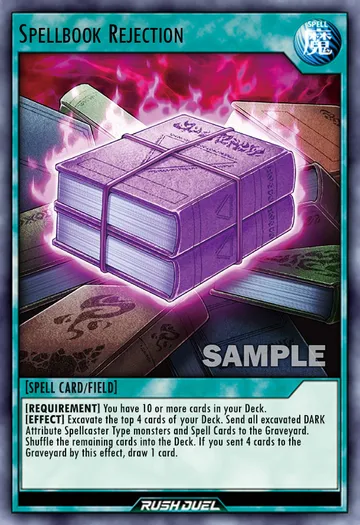 Spellbook Rejection
SPELL
魔
SAMPLE
[SPELL CARD/FIELD]
[REQUIREMENT] You have 10 or more cards in your Deck.
[EFFECT] Excavate the top 4 cards of your Deck. Send all excavated DARK
Attribute Spellcaster Type monsters and Spell Cards to the Graveyard.
Shuffle the remaining cards into the Deck. If you sent 4 cards to the
Graveyard by this effect, draw 1 card.
RUSH DUEL